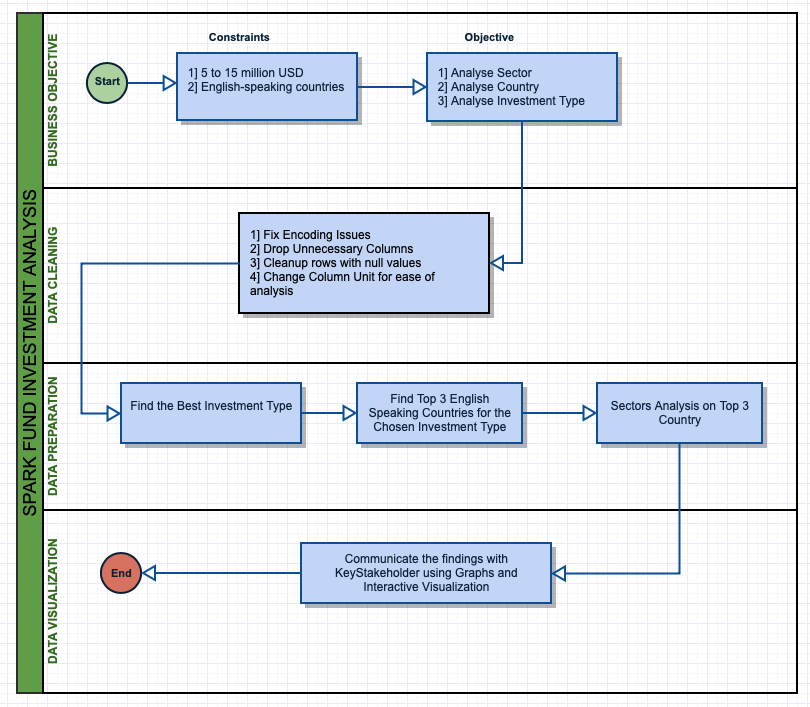 SPARK FUND INVESTMENT ANALYSIS
BUSINESS OBJECTIVE
Constraints
Objective
Start
1] 5 to 15 million USD
2] English-speaking countries
1] Analyse Sector
2] Analyse Country
3] Analyse Investment Type
DATA CLEANING
1] Fix Encoding Issues
2] Drop Unnecessary Columns
3] Cleanup rows with null values
4] Change Column Unit for ease of
analysis
DATA PREPARATION
Find the Best Investment Type
Find Top 3 English
Speaking Countries for the
Chosen Investment Type
Sectors Analysis on Top 3
Country
DATA VISUALIZATION
End
Communicate the findings with
KeyStakeholder using Graphs and
Interactive Visualization